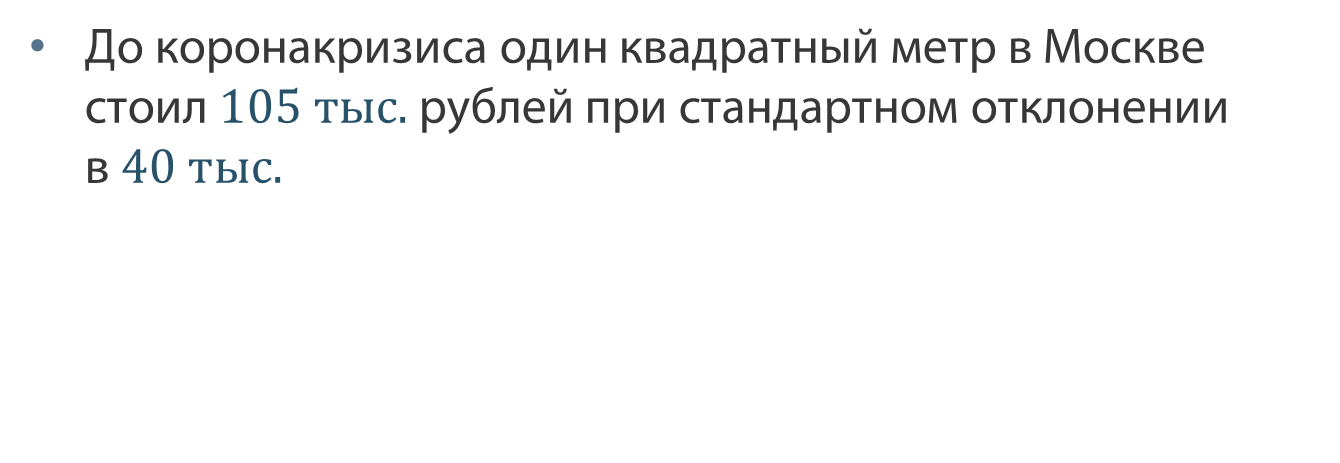 • До коронакризиса один квадратный метр в Москве
стоил 105 тыс. рублей при стандартном отклонении
в 40 тыс.